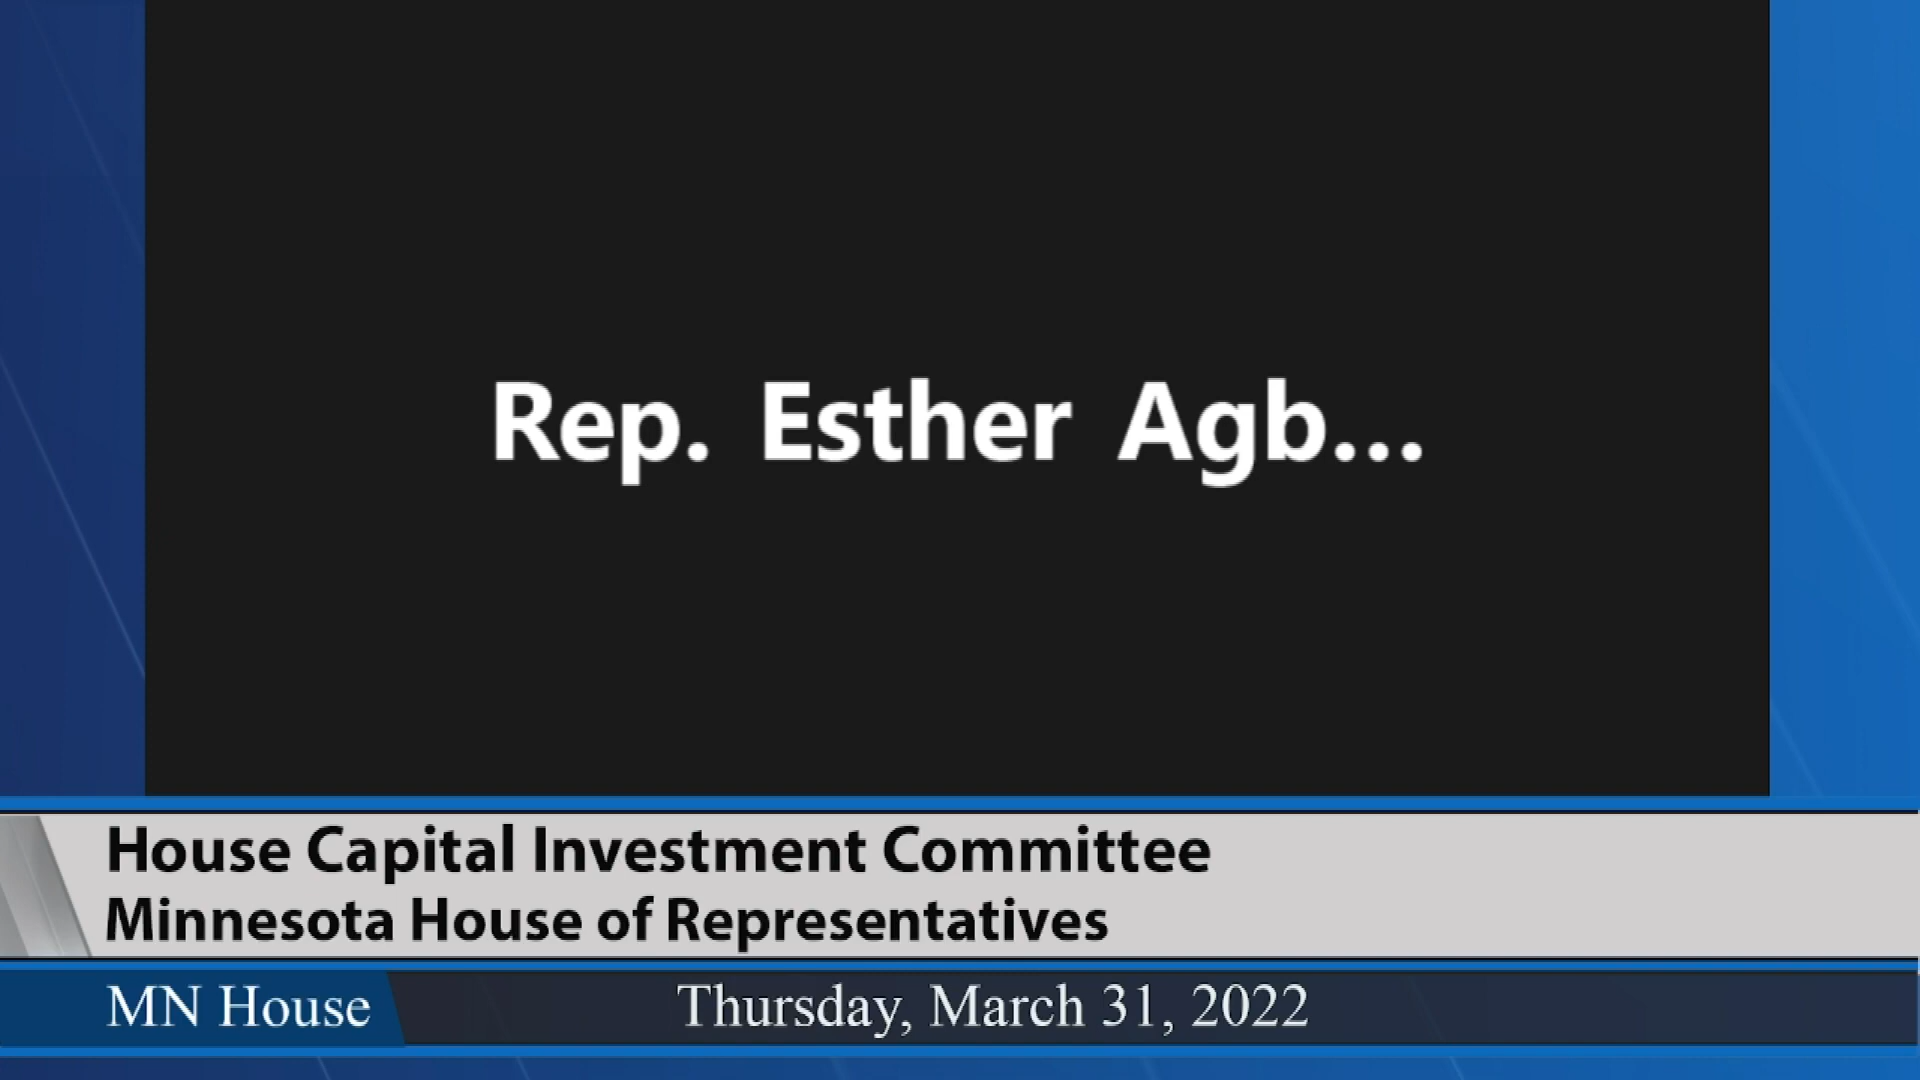 Rep. Esther Agb...
House Capital Investment Committee
Minnesota House of Representatives
MN House
Thursday, March 31, 2022